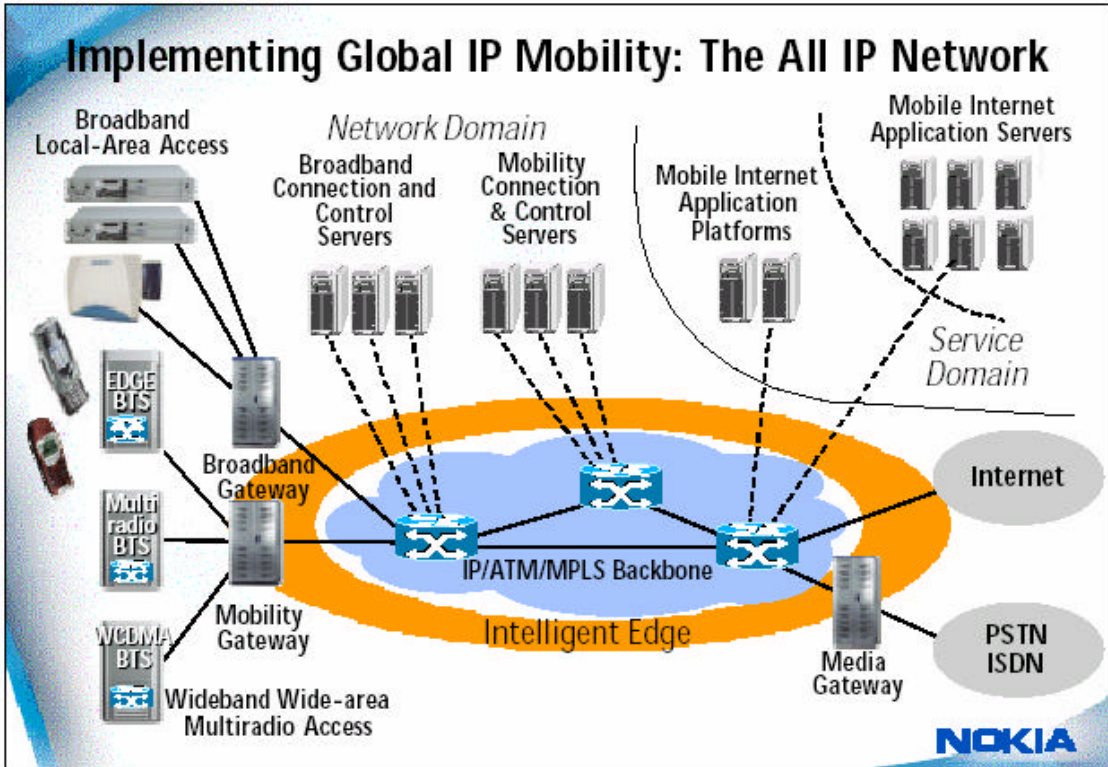 Implementing Global IP Mobility: The All IP Network
Broadband
Local-Area Access
Network Domain
Broadband
Connection and
Control
Servers
Mobility
Connection
& Control
Servers
Mobile Internet
Application
Platforms
Mobile Internet
Application Servers
Service
Domain
EDGE
BTS
Broadband
Gateway
Multi
radio
BTS
Mobility
Gateway
WCDMA
BTS
Wideband Wide-area
Multiradio Access
IP/ATM/MPLS Backbone
Intelligent Edge
Internet
Media
Gateway
PSTN
ISDN
NOKIA